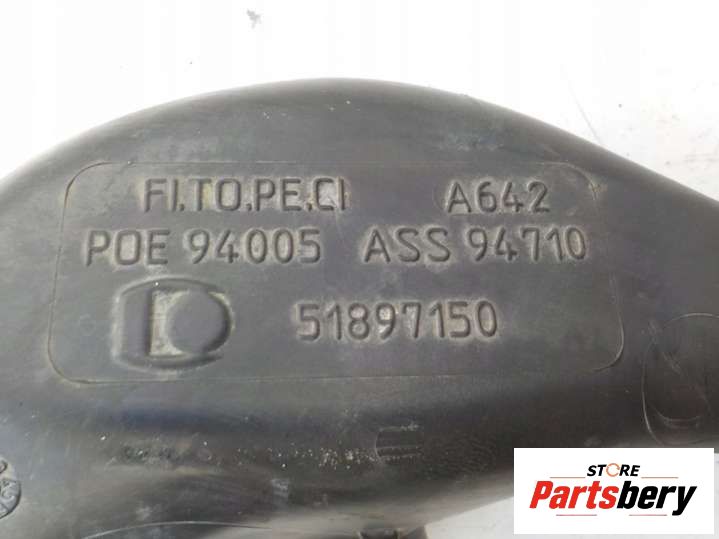 FI.TO.PE.CI A642
POE 94005 ASS 94710
51897150
STORE
Partsbery